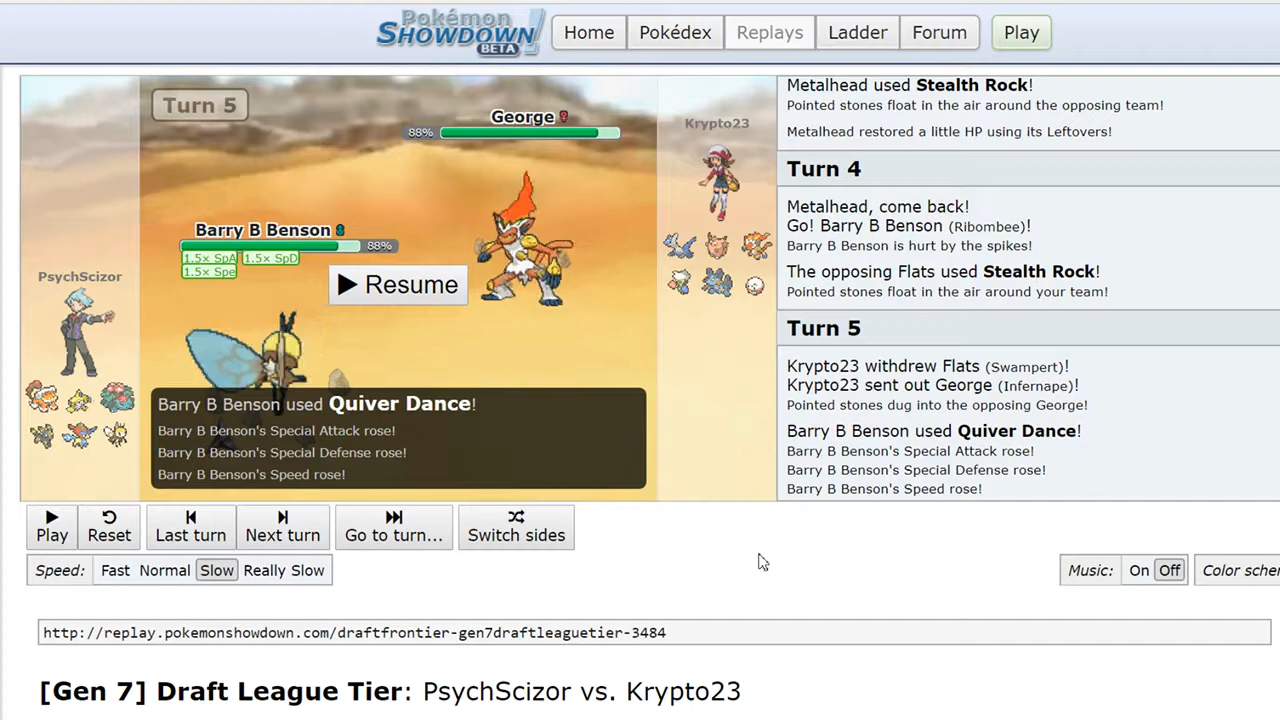 Pokémon
SHOWDOWN!
BETA
Home
Pokédex
Replays
Ladder
Forum
Play
Turn 5
George
88%
Barry B Benson
88%
1.5× SpA
1.5× SpD
1.5× Spe
Resume
PsychScizor
Krypto23
Barry B Benson used Quiver Dance!
Barry B Benson's Special Attack rose!
Barry B Benson's Special Defense rose!
Barry B Benson's Speed rose!
Metalhead used Stealth Rock!
Pointed stones float in the air around the opposing team!
Metalhead restored a little HP using its Leftovers!
Turn 4
Metalhead, come back!
Go! Barry B Benson (Ribombee)!
Barry B Benson is hurt by the spikes!
The opposing Flats used Stealth Rock!
Pointed stones float in the air around your team!
Turn 5
Krypto23 withdrew Flats (Swampert)!
Krypto23 sent out George (Infernape)!
Pointed stones dug into the opposing George!
Barry B Benson used Quiver Dance!
Barry B Benson's Special Attack rose!
Barry B Benson's Special Defense rose!
Barry B Benson's Speed rose!
Play
Reset
Last turn
Next turn
Go to turn...
Switch sides
Speed:
Fast
Normal
Slow
Really Slow
Music:
On
Off
Color schem
http://replay.pokemonshowdown.com/draftfrontier-gen7draftleaguetier-3484
[Gen 7] Draft League Tier: PsychScizor vs. Krypto23